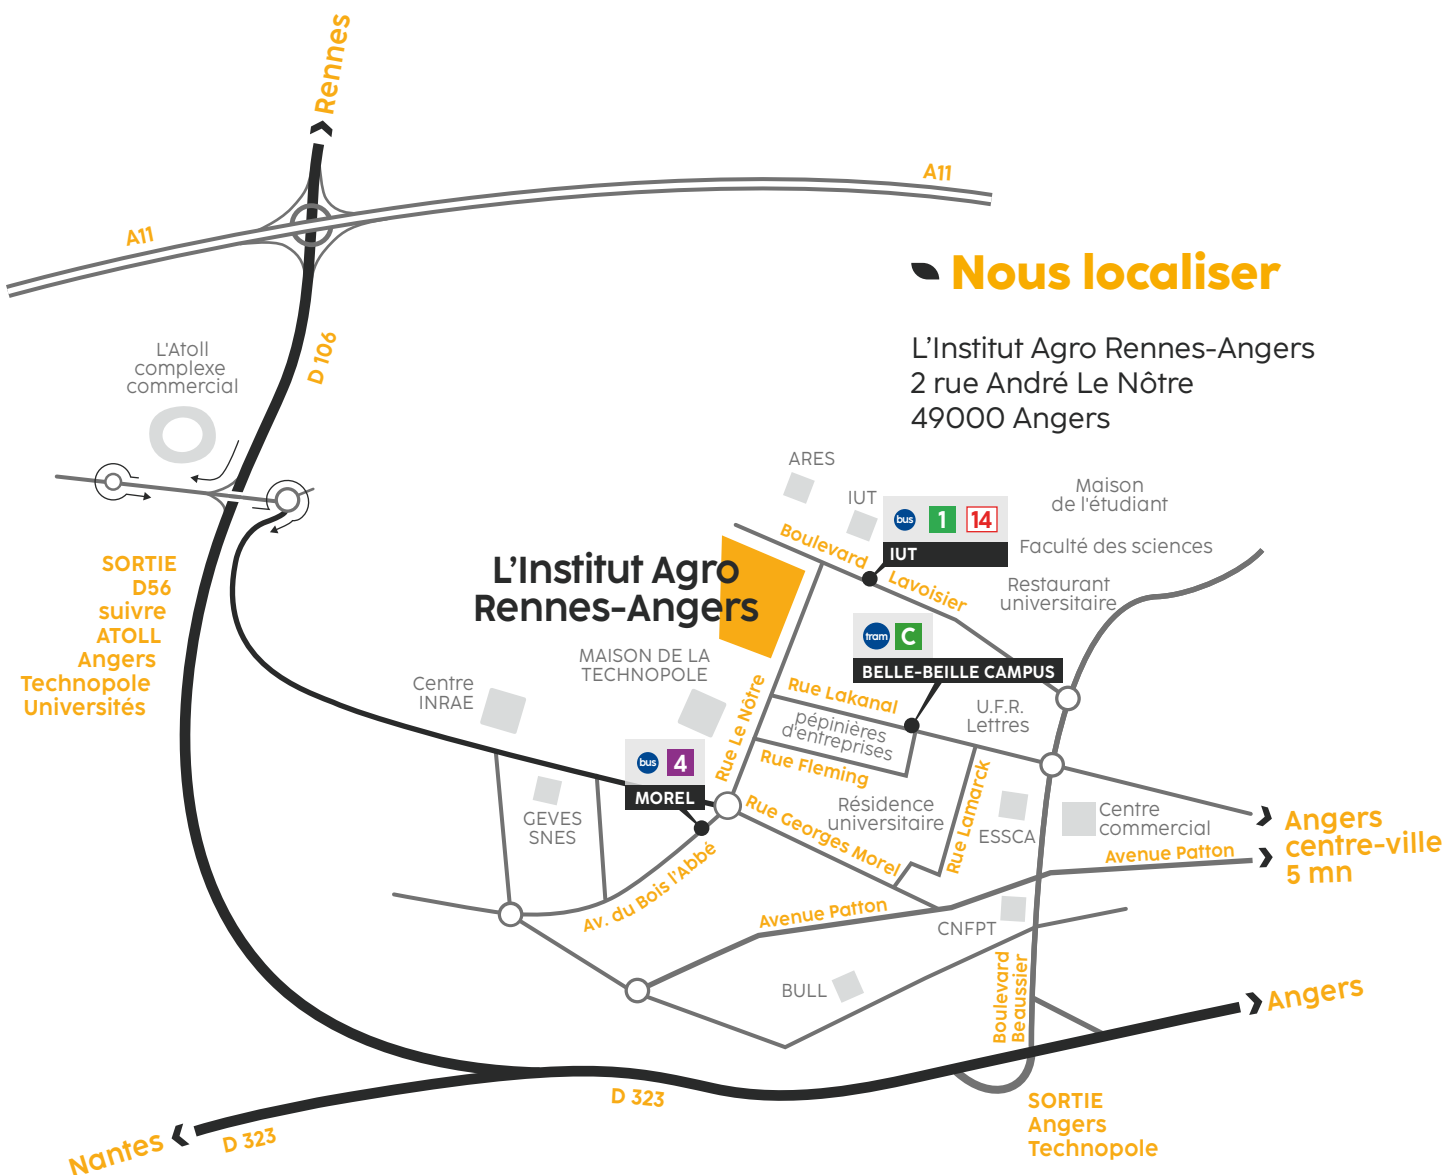 Rennes
A11
A11
Nous localiser
L'Institut Agro Rennes-Angers
2 rue André Le Nôtre
49000 Angers
D 106
L'Atoll
complexe
commercial
SORTIE
D56
suivre
ATOLL
Angers
Technopole
Universités
ARES
IUT
bus 1 14
IUT
Maison
de l'étudiant
Faculté des sciences
Restaurant
universitaire
Boulevard Lavoisier
L'Institut Agro
Rennes-Angers
tram C
BELLE-BEILLE CAMPUS
MAISON DE LA
TECHNOPOLE
Centre
INRAE
Rue Le Nôtre
Rue Lakanal
pépinières
d'entreprises
Rue Fleming
U.F.R.
Lettres
bus 4
MOREL
GEVES
SNES
Rue Georges Morel
Résidence
universitaire
Rue Lamarck
ESSCA
Centre
commercial
Angers
centre-ville
5 mn
Avenue Patton
Av. du Bois l'Abbé
Avenue Patton
CNFPT
BULL
Boulevard
Beaussier
Angers
D 323
SORTIE
Angers
Technopole
Nantes
D 323